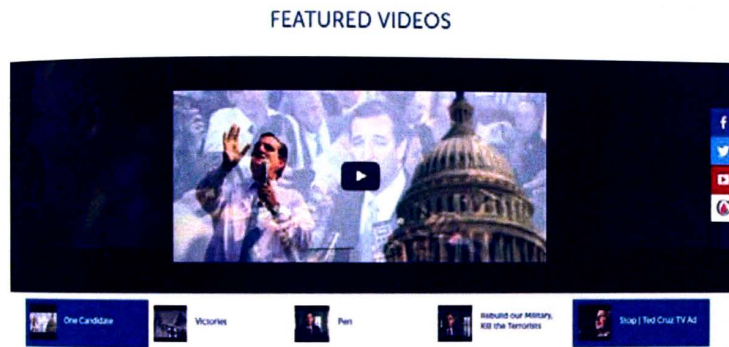 FEATURED VIDEOS
One Candidate
Victories
Pen
Rebuild our Military,
Kill the Terrorists
Stop | Ted Cruz TV Ad